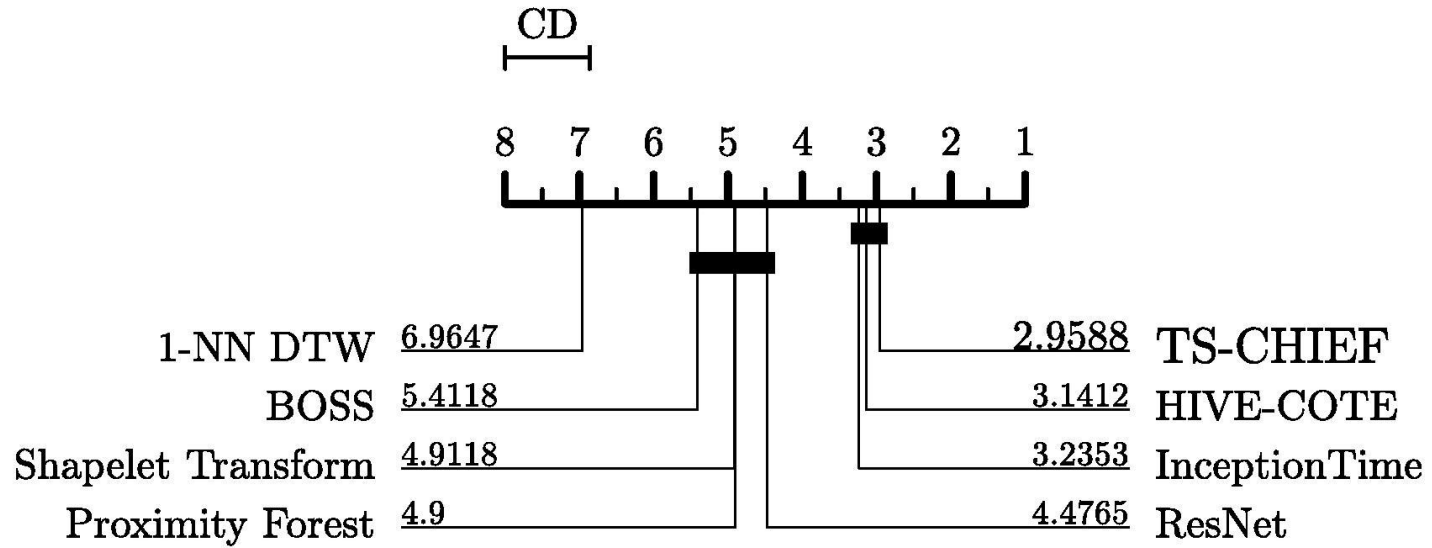 CD
8 7 6 5 4 3 2 1
1-NN DTW 6.9647 2.9588 TS-CHIEF
BOSS 5.4118 3.1412 HIVE-COTE
Shapelet Transform 4.9118 3.2353 InceptionTime
Proximity Forest 4.9 4.4765 ResNet